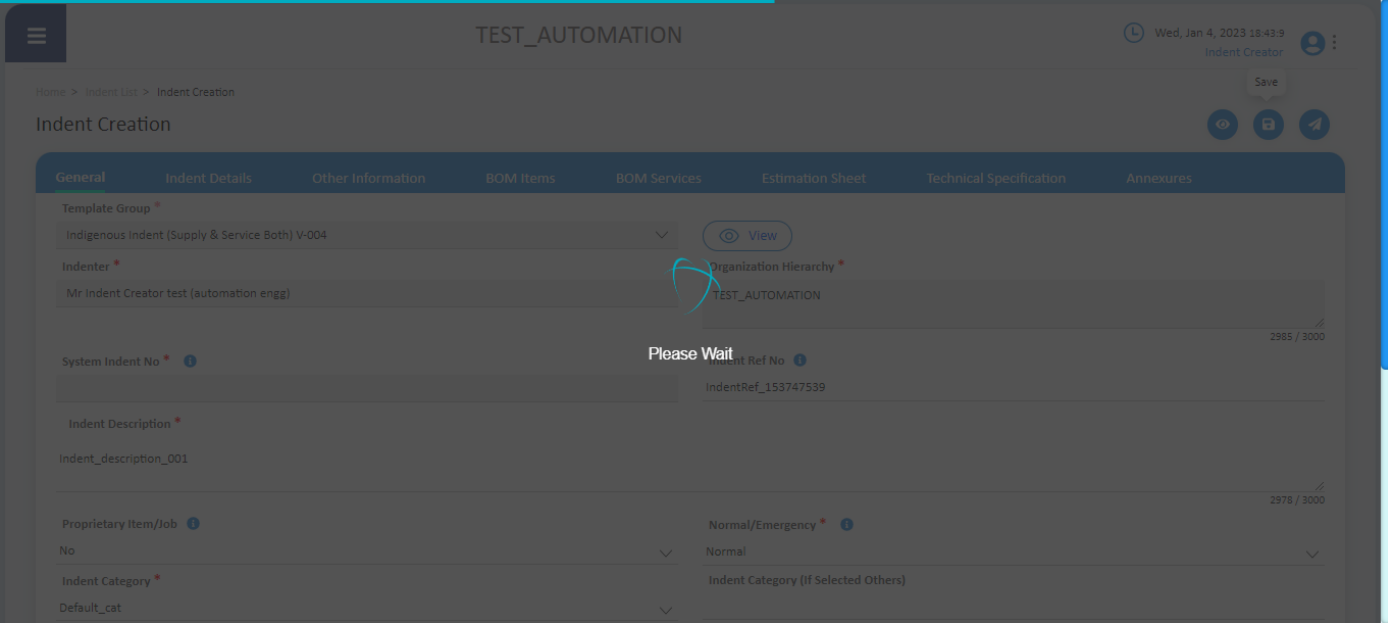 TEST_AUTOMATION
Wed, Jan 4, 2023 18:43:9
Indent Creator
Home > Indent List > Indent Creation
Save
Indent Creation
General Indent Details Other Information BOM Items BOM Services Estimation Sheet Technical Specification Annexures
Template Group *
Indigenous Indent (Supply & Service Both) V-004
View
Indenter * Organization Hierarchy *
Mr Indent Creator test (automation engg) TEST_AUTOMATION
2985 / 3000
Please Wait
System Indent No * Indent Ref No
IndentRef_153747539
Indent Description *
Indent_description_001
2978 / 3000
Proprietary Item/Job Normal/Emergency *
No Normal
Indent Category * Indent Category (If Selected Others)
Default_cat